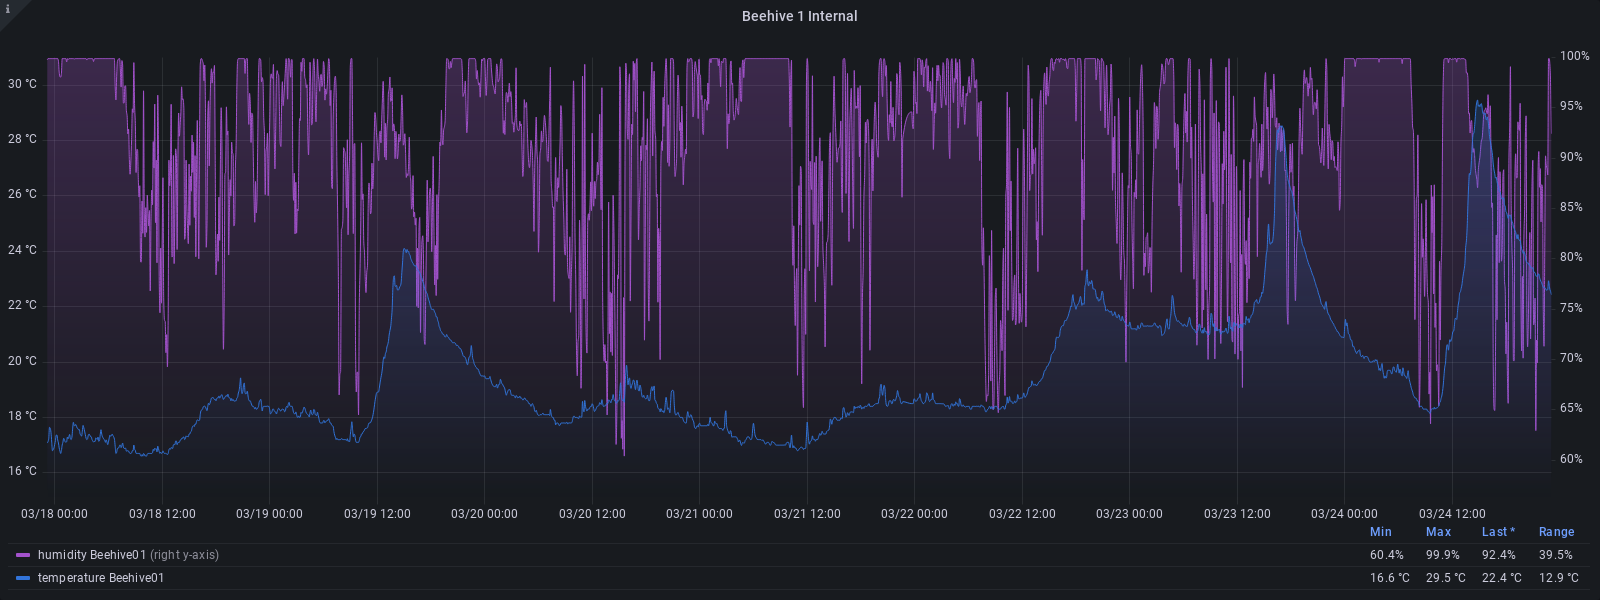 i
Beehive 1 Internal
30 °C
28 °C
26 °C
24 °C
22 °C
20 °C
18 °C
16 °C
100%
95%
90%
85%
80%
75%
70%
65%
60%
03/18 00:00 03/18 12:00 03/19 00:00 03/19 12:00 03/20 00:00 03/20 12:00 03/21 00:00 03/21 12:00 03/22 00:00 03/22 12:00 03/23 00:00 03/23 12:00 03/24 00:00 03/24 12:00
Min Max Last * Range
humidity Beehive01 (right y-axis) 60.4% 99.9% 92.4% 39.5%
temperature Beehive01 16.6 °C 29.5 °C 22.4 °C 12.9 °C